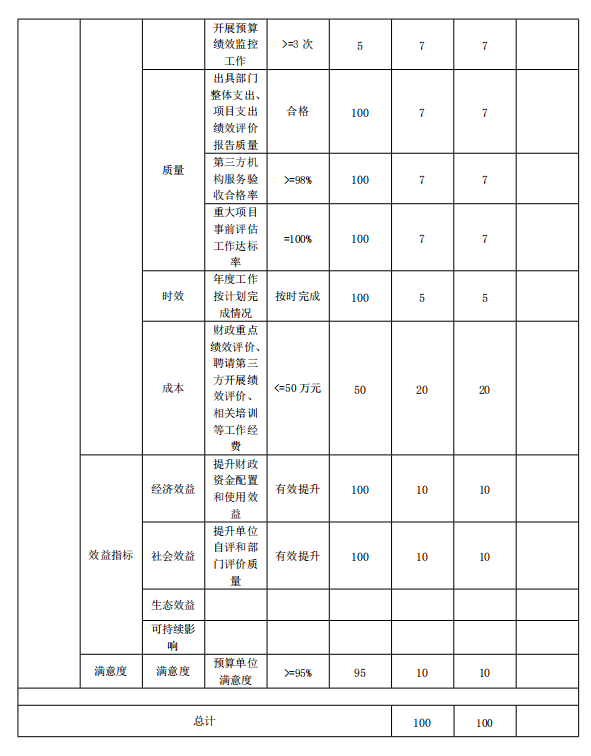 开展预算
绩效监控
工作
>=3 次
5
7
7
质量
出具部门
整体支出、
项目支出
绩效评价
报告质量
合格
100
7
7
第三方机
构服务验
收合格率
>=98%
100
7
7
重大项目
事前评估
工作达标
率
=100%
100
7
7
时效
年度工作
按计划完
成情况
按时完成
100
5
5
成本
财政重点
绩效评价、
聘请第三
方开展绩
效评价、
相关培训
等工作经
费
<=50 万元
50
20
20
效益指标
经济效益
提升财政
资金配置
和使用效
益
有效提升
100
10
10
社会效益
提升单位
自评和部
门评价质
量
有效提升
100
10
10
生态效益
可持续影
响
满意度
满意度
预算单位
满意度
>=95%
95
10
10
总计
100
100